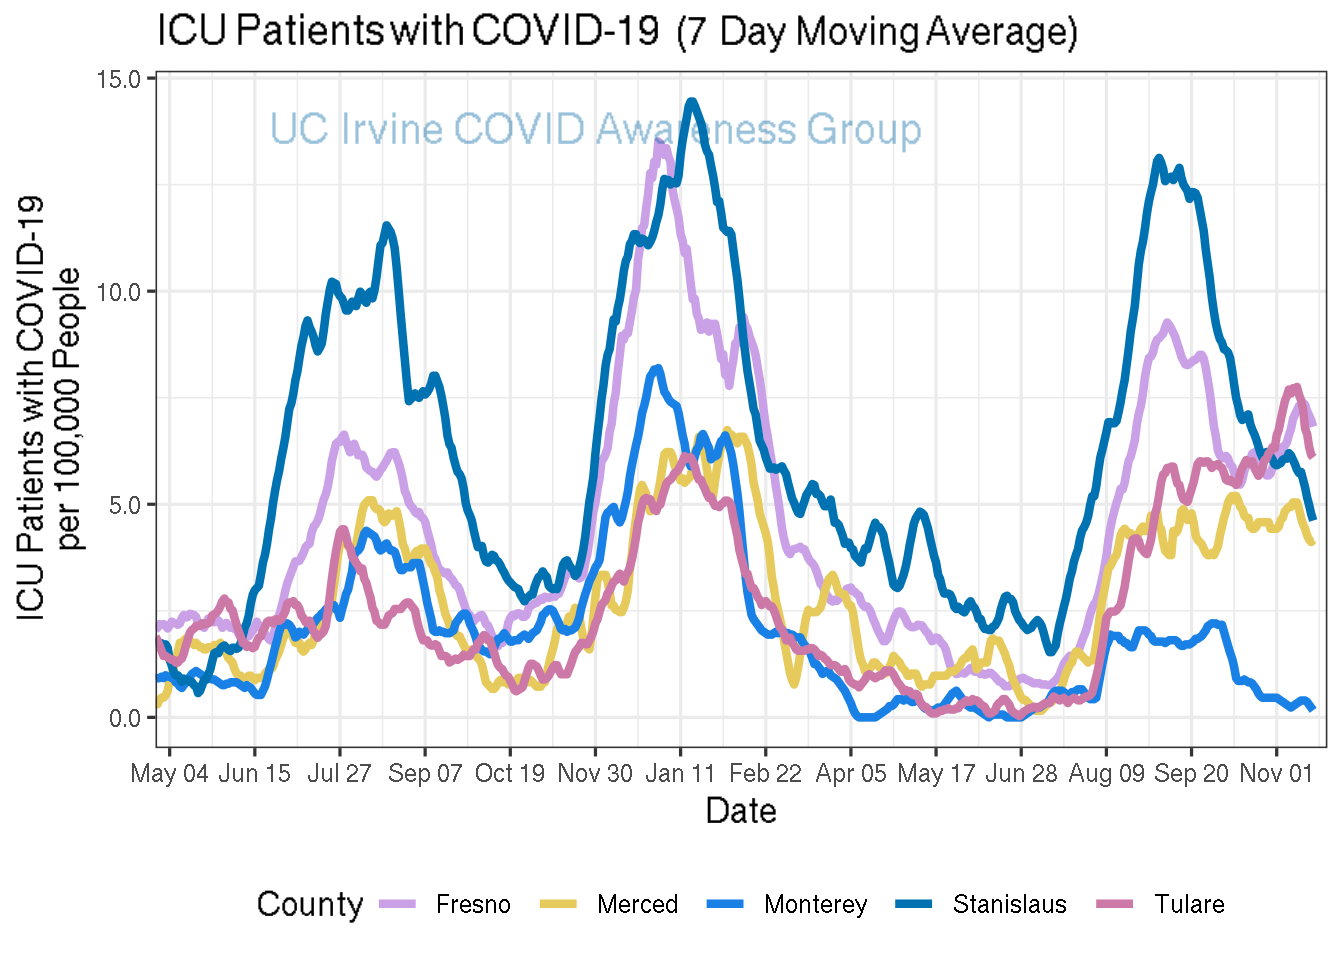 ICU Patients with COVID-19 (7 Day Moving Average)
UC Irvine COVID Awareness Group
ICU Patients with COVID-19
per 100,000 People
15.0
10.0
5.0
0.0
May 04 Jun 15 Jul 27 Sep 07 Oct 19 Nov 30 Jan 11 Feb 22 Apr 05 May 17 Jun 28 Aug 09 Sep 20 Nov 01
Date
County Fresno Merced Monterey Stanislaus Tulare